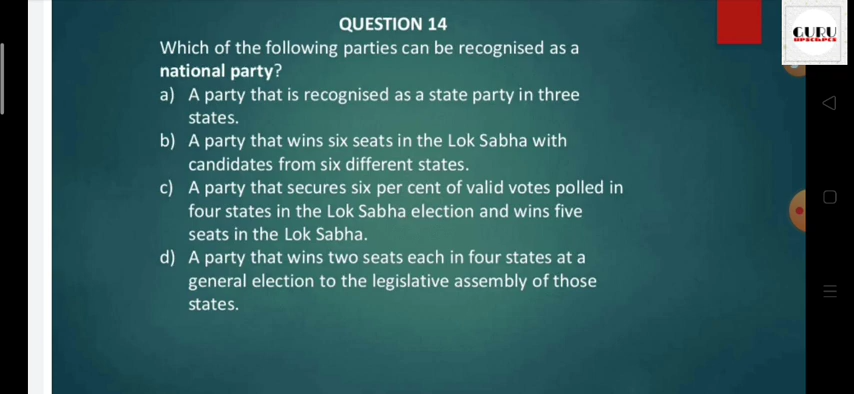 QUESTION 14
GURU
UPSC&PCS
Which of the following parties can be recognised as a
national party?
a) A party that is recognised as a state party in three
states.
b) A party that wins six seats in the Lok Sabha with
candidates from six different states.
c) A party that secures six per cent of valid votes polled in
four states in the Lok Sabha election and wins five
seats in the Lok Sabha.
d) A party that wins two seats each in four states at a
general election to the legislative assembly of those
states.